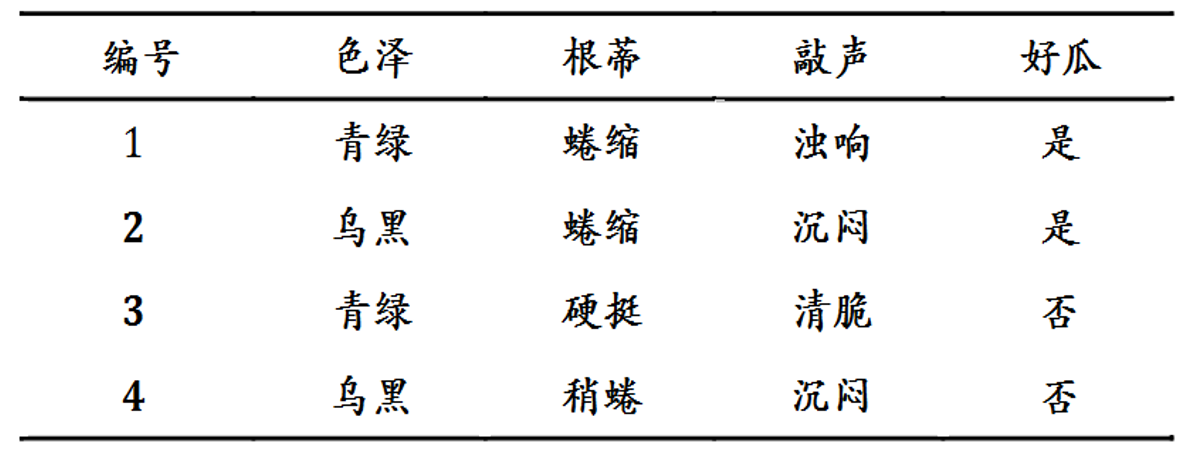 编号 色泽 根蒂 敲声 好瓜
1 青绿 蜷缩 浊响 是
2 乌黑 蜷缩 沉闷 是
3 青绿 硬挺 清脆 否
4 乌黑 稍蜷 沉闷 否